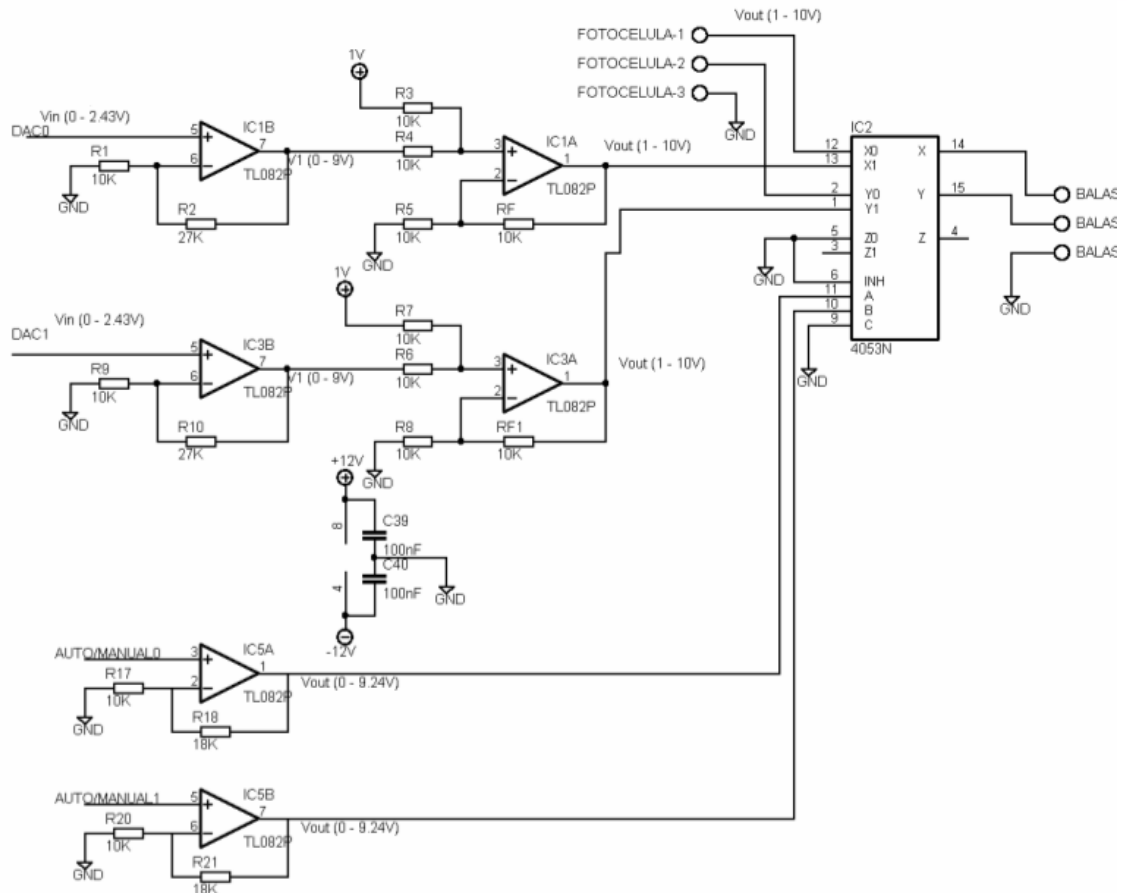 Vout (1 - 10V)
FOTOCELULA-1
FOTOCELULA-2
FOTOCELULA-3
GND
1V
R3
10K
R4
10K
Vin (0 - 2.43V)
DAC0
5
6
7
IC1B
TL082P
R1
10K
GND
R2
27K
V1 (0 - 9V)
3
2
1
IC1A
TL082P
Vout (1 - 10V)
R5
10K
GND
RF
10K
IC2
12 X0
13 X1
2 Y0
1 Y1
5 Z0
3 Z1
6 INH
11 A
10 B
9 C
X 14
Y 15
Z 4
4053N
GND
GND
BALAS
BALAS
BALAS
GND
1V
R7
10K
R6
10K
Vin (0 - 2.43V)
DAC1
5
6
7
IC3B
TL082P
R9
10K
GND
R10
27K
V1 (0 - 9V)
3
2
1
IC3A
TL082P
Vout (1 - 10V)
R8
10K
GND
RF1
10K
+12V
8
C39
100nF
C40
100nF
4
GND
-12V
AUTO/MANUAL0
3
2
1
IC5A
TL082P
R17
10K
GND
R18
18K
Vout (0 - 9.24V)
AUTO/MANUAL1
5
6
7
IC5B
TL082P
R20
10K
GND
R21
18K
Vout (0 - 9.24V)